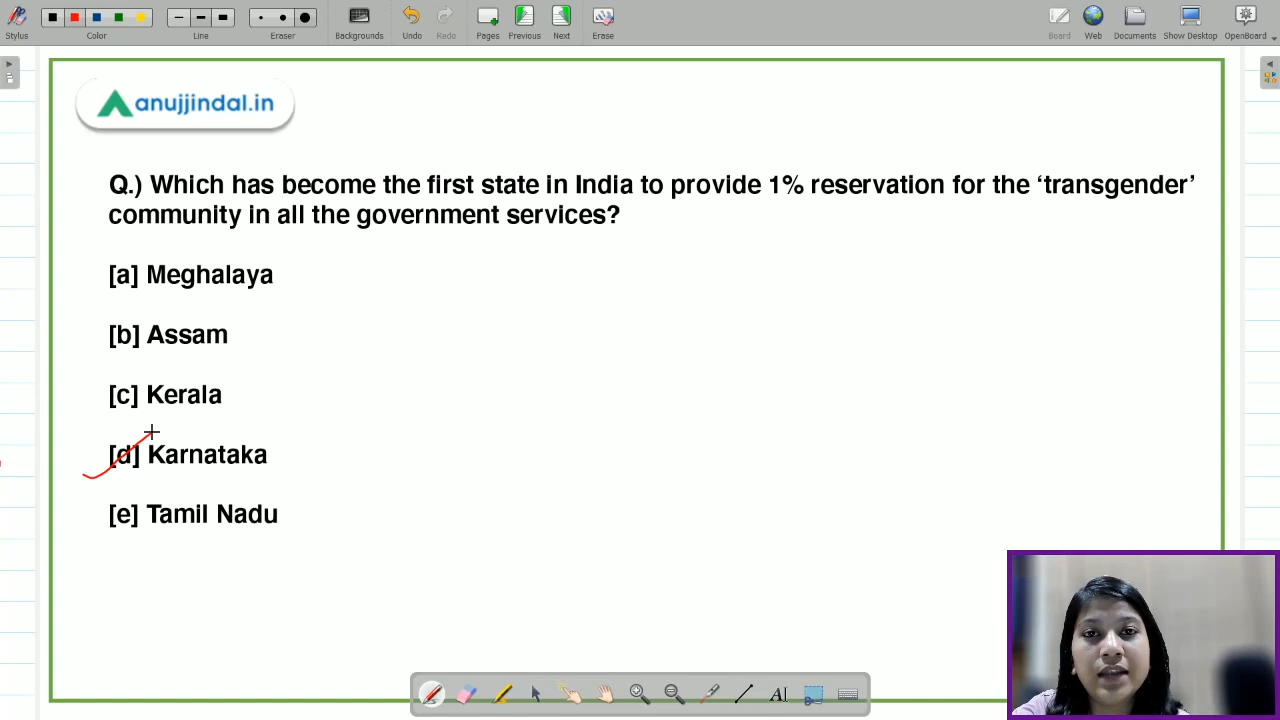 Stylus
Color
Line
Eraser
Backgrounds
Undo
Redo
Pages
Previous
Next
Erase
Board
Web
Documents
Show Desktop
OpenBoard
anujjindal.in
Q.) Which has become the first state in India to provide 1% reservation for the ‘transgender’
community in all the government services?
[a] Meghalaya
[b] Assam
[c] Kerala
[d] Karnataka
[e] Tamil Nadu